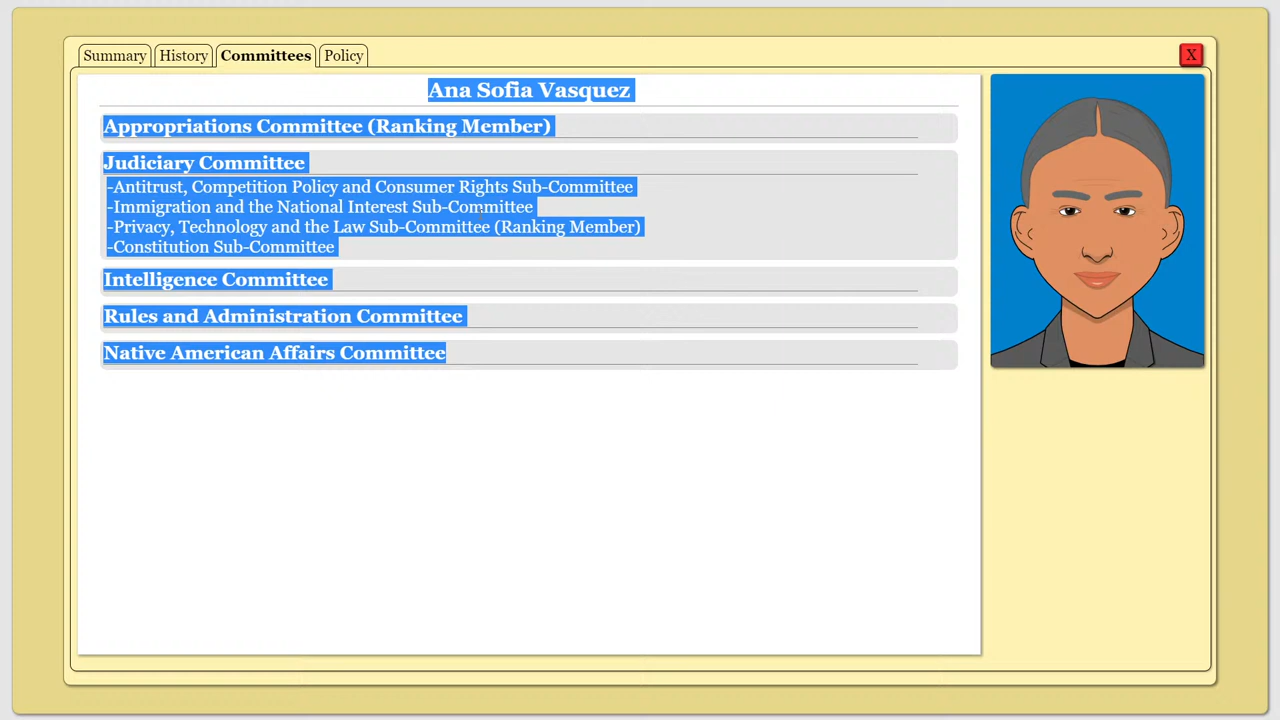 Summary History Committees Policy X
Ana Sofia Vasquez
Appropriations Committee (Ranking Member)
Judiciary Committee
-Antitrust, Competition Policy and Consumer Rights Sub-Committee
-Immigration and the National Interest Sub-Committee
-Privacy, Technology and the Law Sub-Committee (Ranking Member)
-Constitution Sub-Committee
Intelligence Committee
Rules and Administration Committee
Native American Affairs Committee